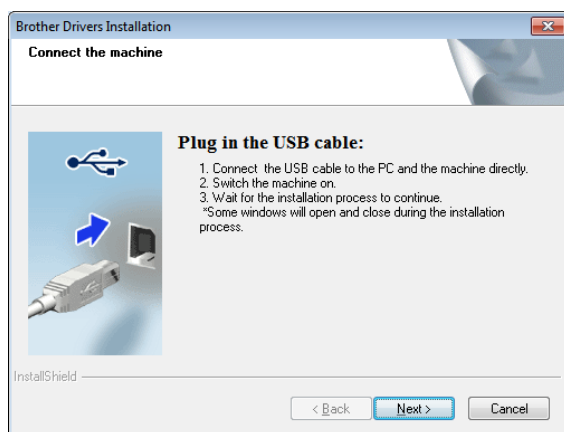 Brother Drivers Installation
Connect the machine
Plug in the USB cable:
1. Connect the USB cable to the PC and the machine directly.
2. Switch the machine on.
3. Wait for the installation process to continue.
*Some windows will open and close during the installation
process.
InstallShield
< Back
Next >
Cancel